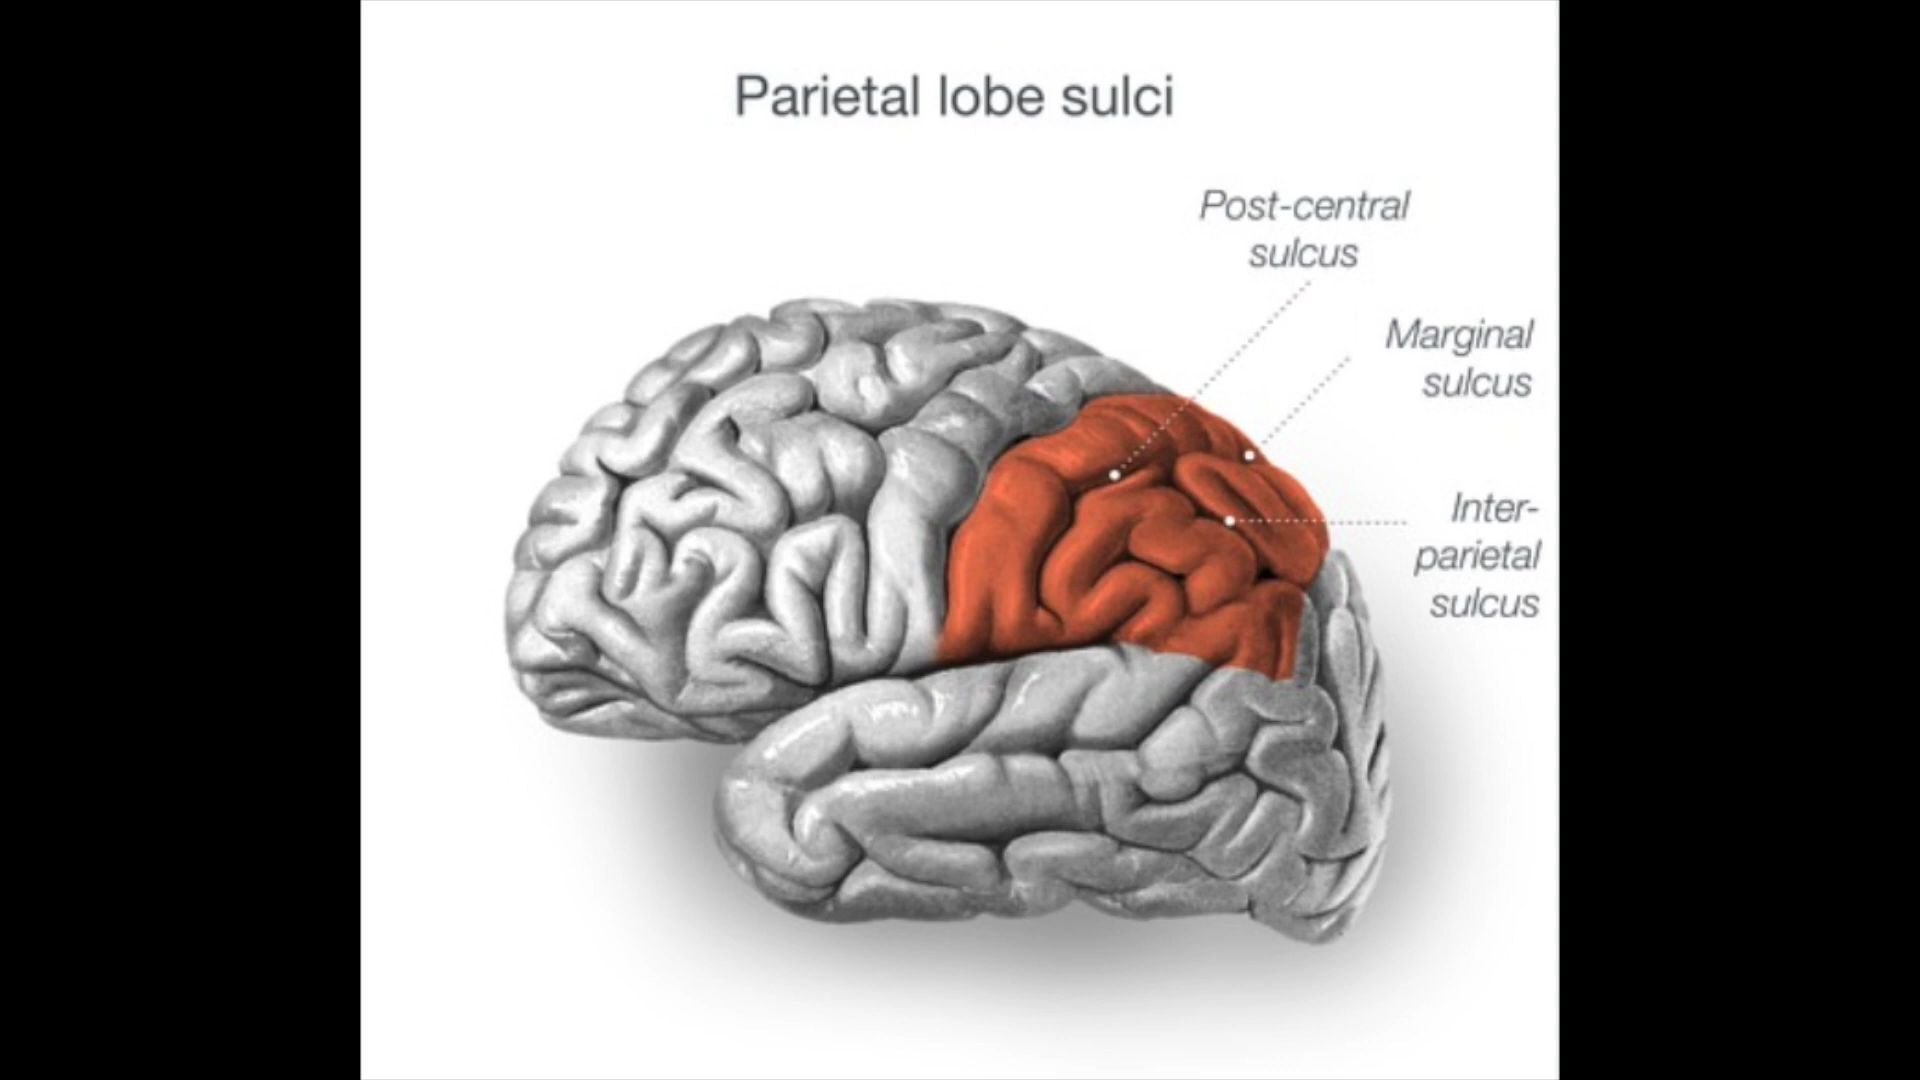 Parietal lobe sulci
Post-central
sulcus
Marginal
sulcus
Inter-
parietal
sulcus